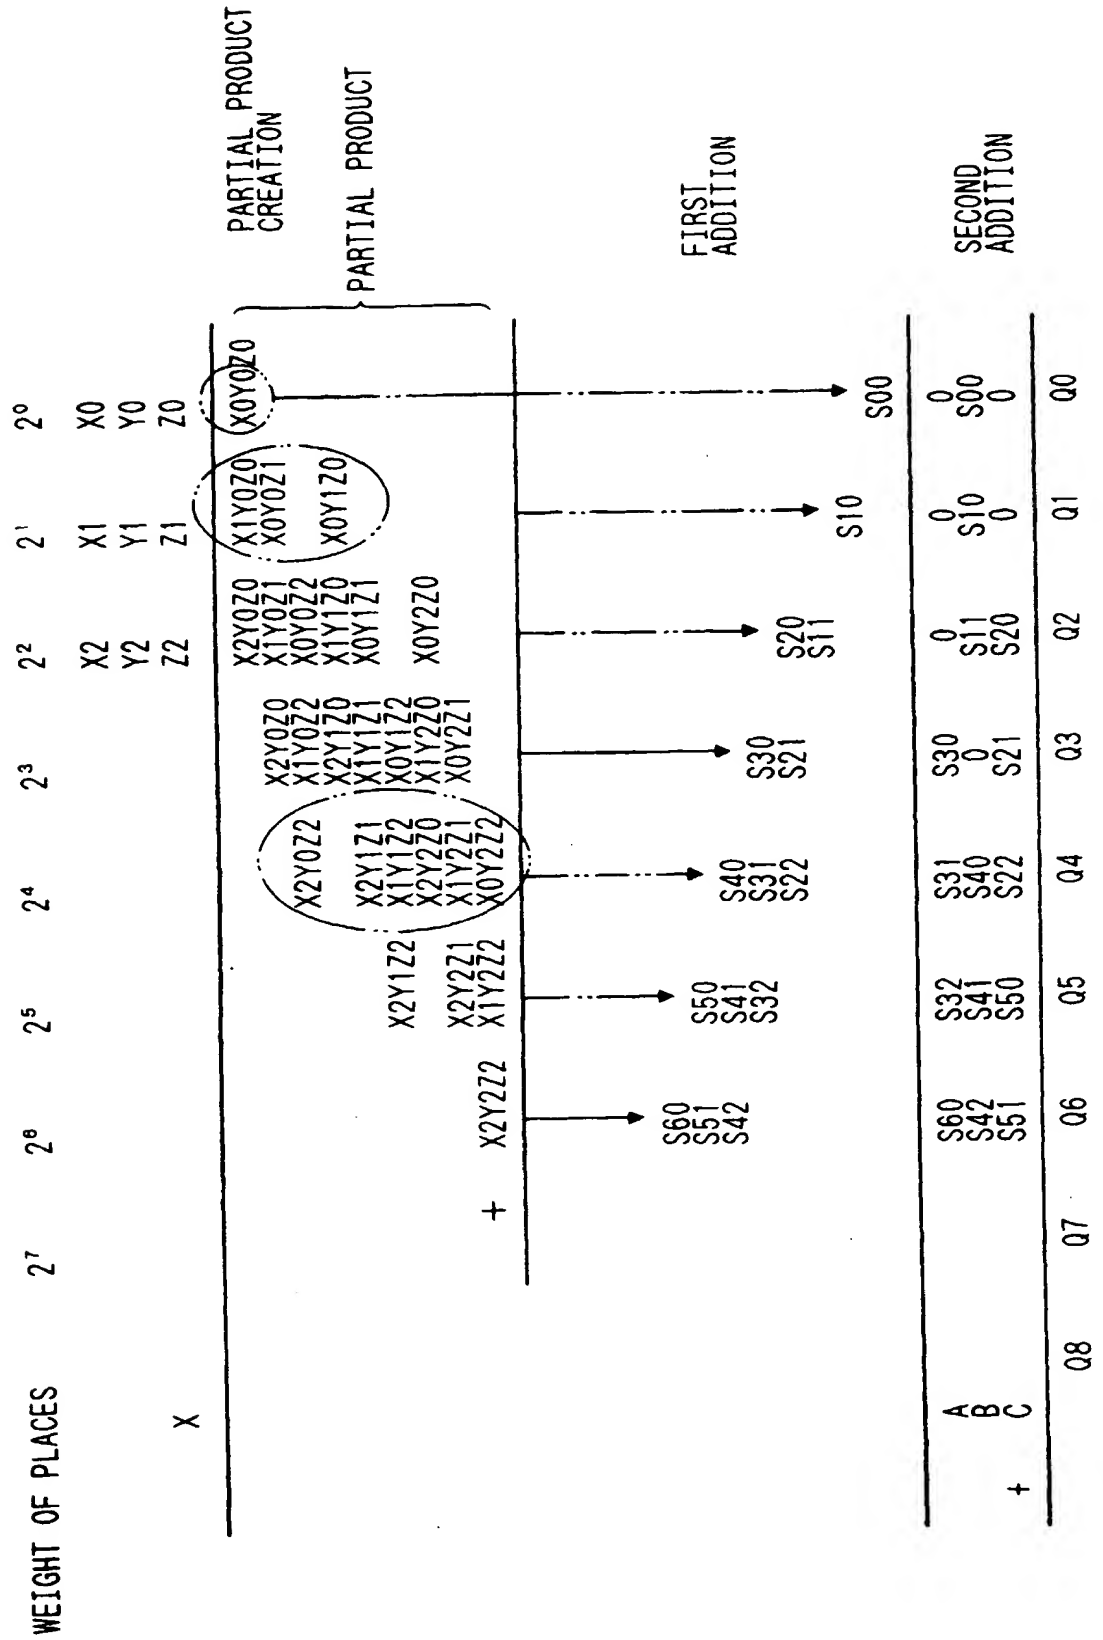 WEIGHT OF PLACES 2⁷ 2⁶ 2⁵ 2⁴ 2³ 2² 2¹ 2⁰
X2 X1 X0
Y2 Y1 Y0
X Z2 Z1 Z0
X2Y0Z0 X1Y0Z0 X0Y0Z0 PARTIAL PRODUCT
X2Y0Z0 X1Y0Z1 X0Y0Z1 CREATION
X2Y0Z2 X1Y0Z2 X0Y0Z2
X2Y1Z0 X1Y1Z0 X0Y1Z0
X2Y1Z1 X1Y1Z1 X0Y1Z1 PARTIAL PRODUCT
X2Y1Z2 X1Y1Z2 X0Y1Z2
X2Y2Z0 X1Y2Z0 X0Y2Z0
X2Y2Z1 X1Y2Z1 X0Y2Z1
+ X2Y2Z2 X1Y2Z2 X0Y2Z2
S60
S51 S50 FIRST
S42 S41 S40 ADDITION
S32 S31 S30
S22 S21 S20
S11
S10
S00
A S60 S32 S31 S30 0 0 0 SECOND
B S42 S41 S40 0 S11 S10 S00 ADDITION
+ C S51 S50 S22 S21 S20 0 0
Q8 Q7 Q6 Q5 Q4 Q3 Q2 Q1 Q0